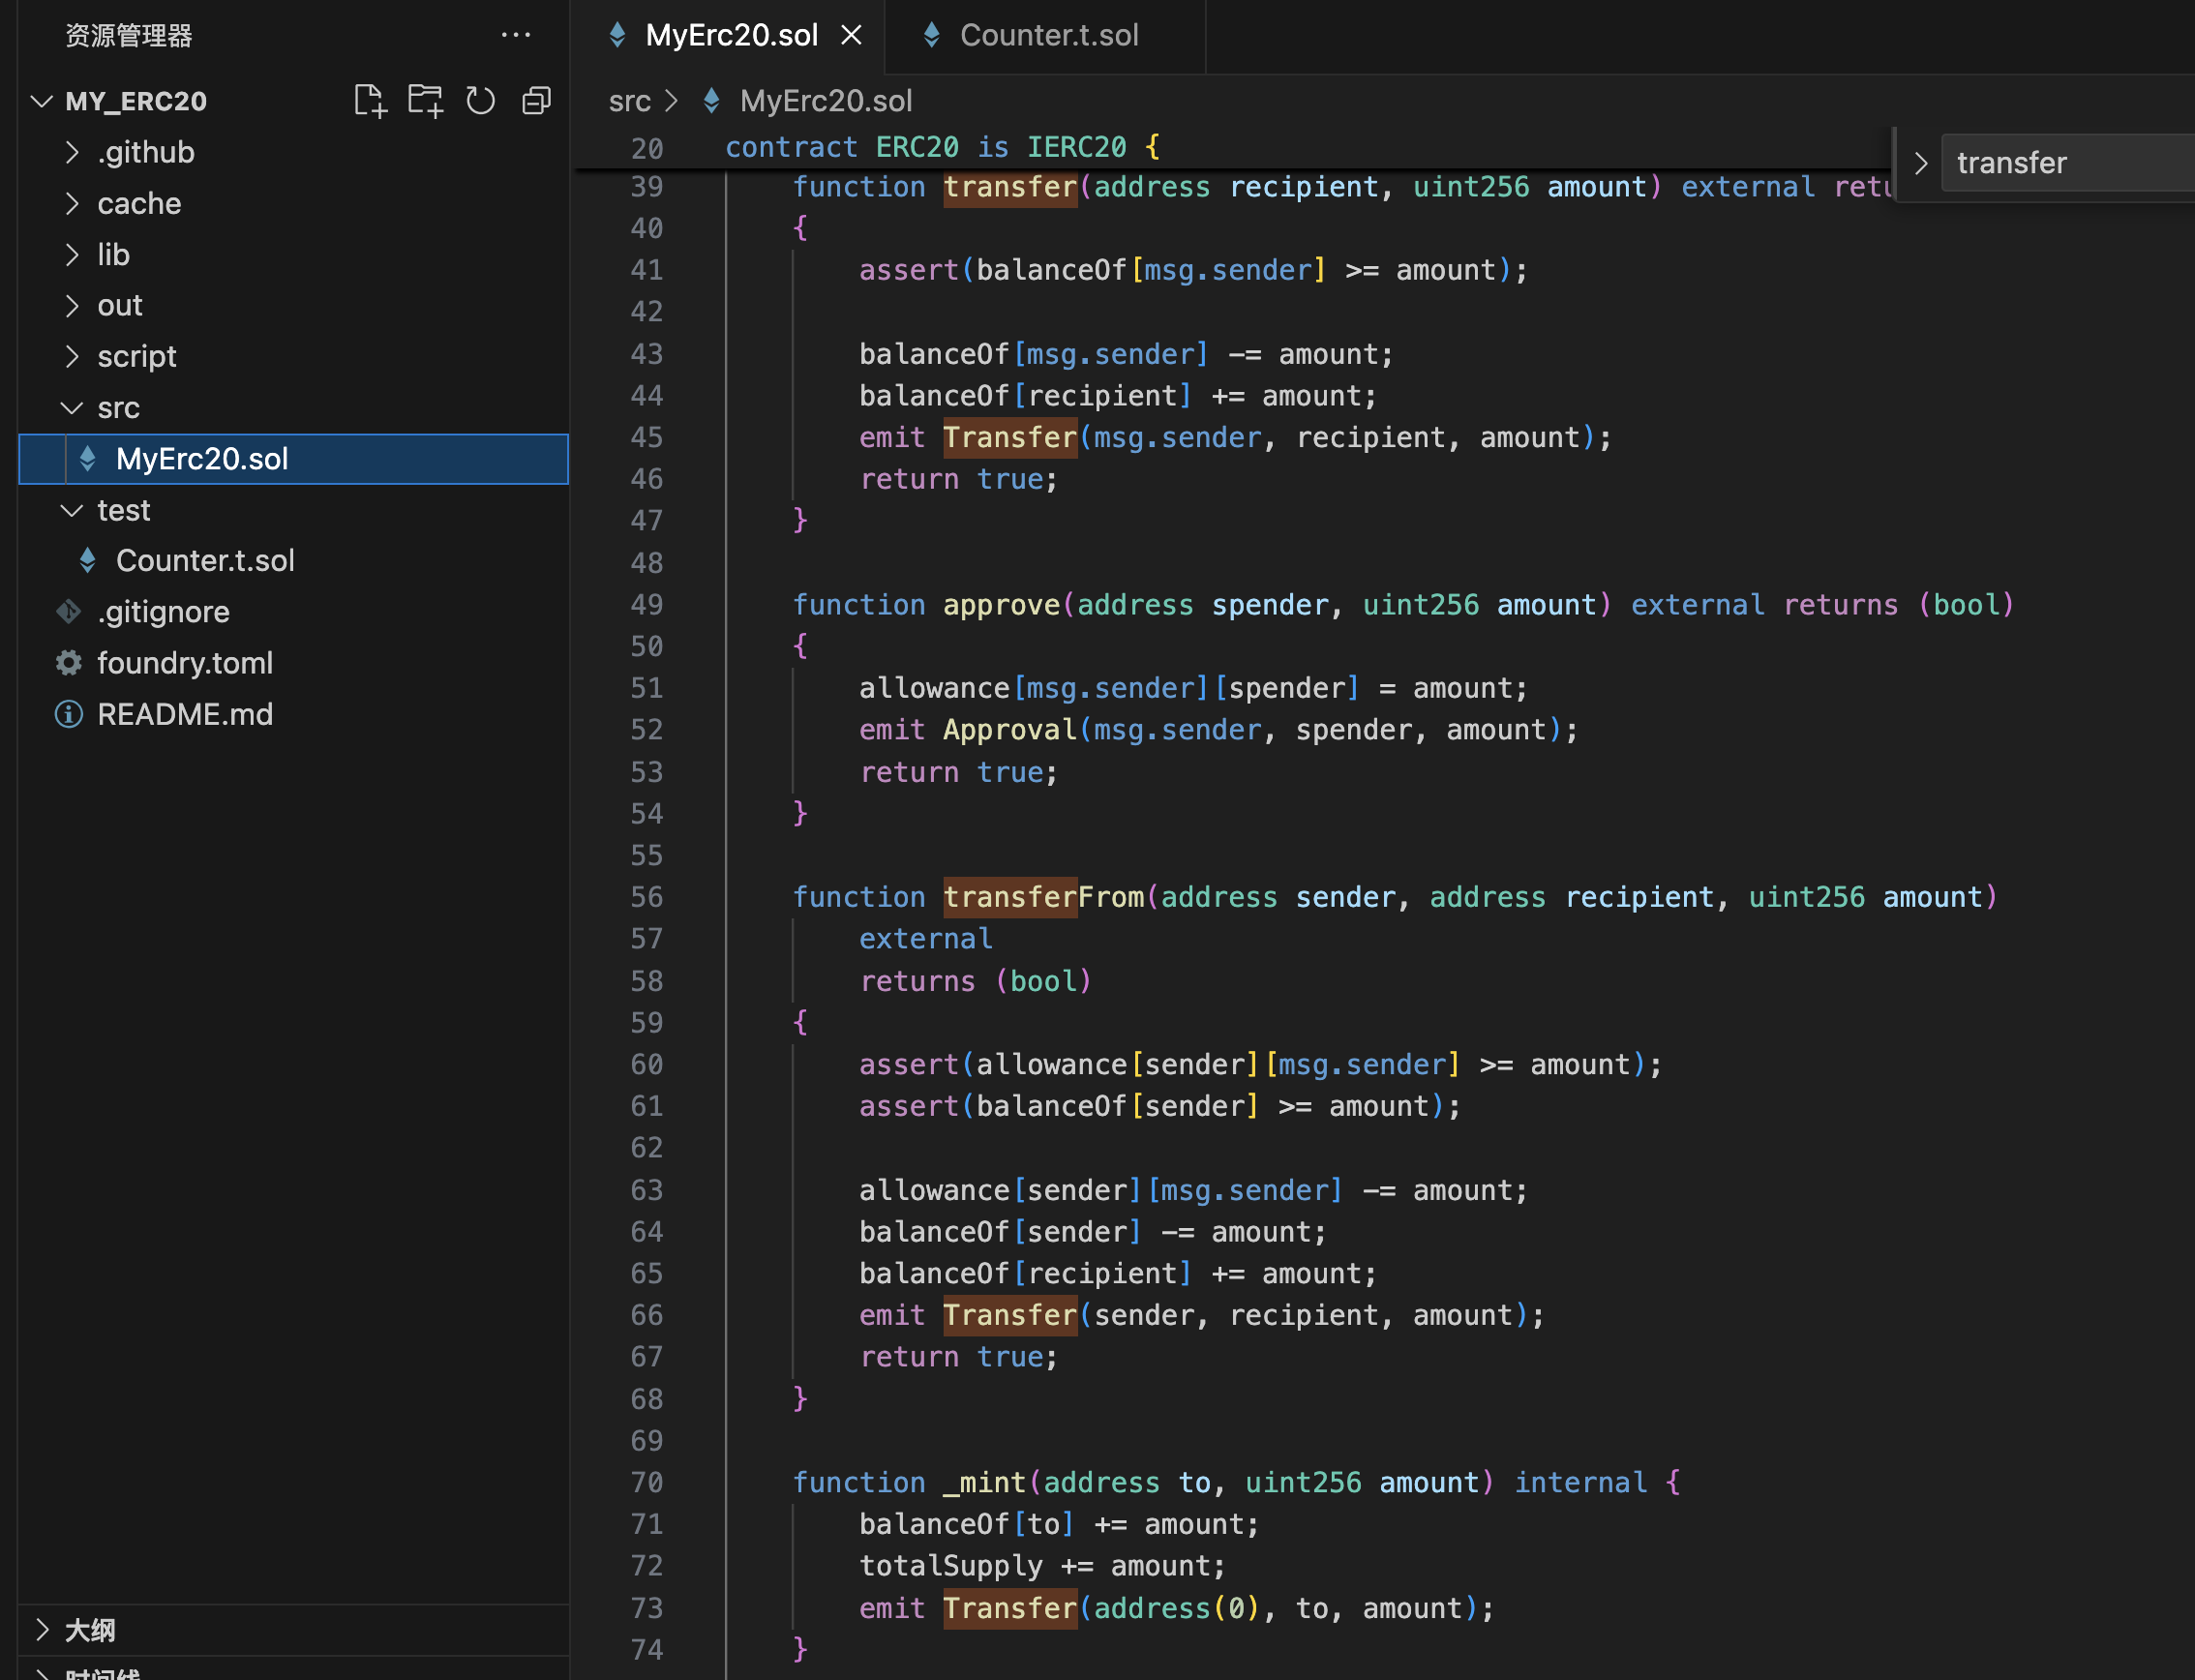 资源管理器
MY_ERC20
.github
cache
lib
out
script
src
MyErc20.sol
test
Counter.t.sol
.gitignore
foundry.toml
README.md
大纲
时间线
MyErc20.sol
Counter.t.sol
src > MyErc20.sol
transfer
20 contract ERC20 is IERC20 {
39 function transfer(address recipient, uint256 amount) external retu
40 {
41 assert(balanceOf[msg.sender] >= amount);
42
43 balanceOf[msg.sender] -= amount;
44 balanceOf[recipient] += amount;
45 emit Transfer(msg.sender, recipient, amount);
46 return true;
47 }
48
49 function approve(address spender, uint256 amount) external returns (bool)
50 {
51 allowance[msg.sender][spender] = amount;
52 emit Approval(msg.sender, spender, amount);
53 return true;
54 }
55
56 function transferFrom(address sender, address recipient, uint256 amount)
57 external
58 returns (bool)
59 {
60 assert(allowance[sender][msg.sender] >= amount);
61 assert(balanceOf[sender] >= amount);
62
63 allowance[sender][msg.sender] -= amount;
64 balanceOf[sender] -= amount;
65 balanceOf[recipient] += amount;
66 emit Transfer(sender, recipient, amount);
67 return true;
68 }
69
70 function _mint(address to, uint256 amount) internal {
71 balanceOf[to] += amount;
72 totalSupply += amount;
73 emit Transfer(address(0), to, amount);
74 }